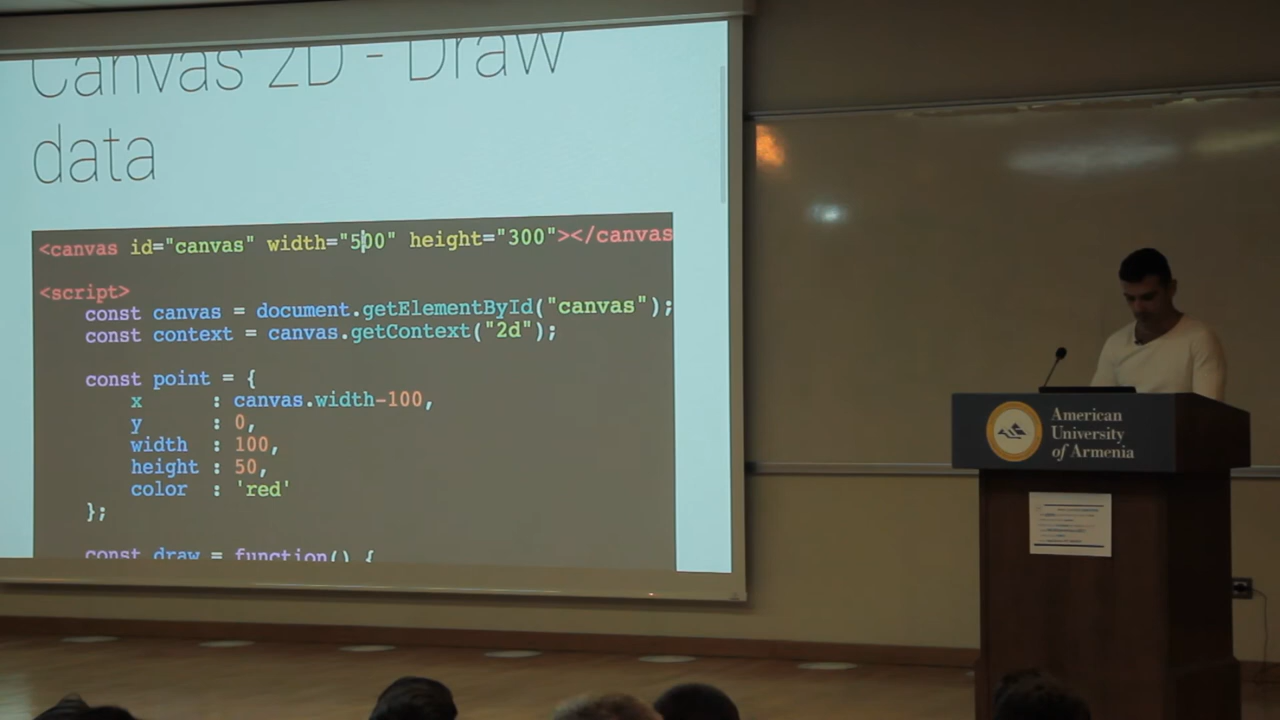 Canvas 2D - Draw
data
<canvas id="canvas" width="500" height="300"></canvas
<script>
const canvas = document.getElementById("canvas");
const context = canvas.getContext("2d");
const point = {
x : canvas.width-100,
y : 0,
width : 100,
height : 50,
color : 'red'
};
const draw = function() {
American
University
of Armenia